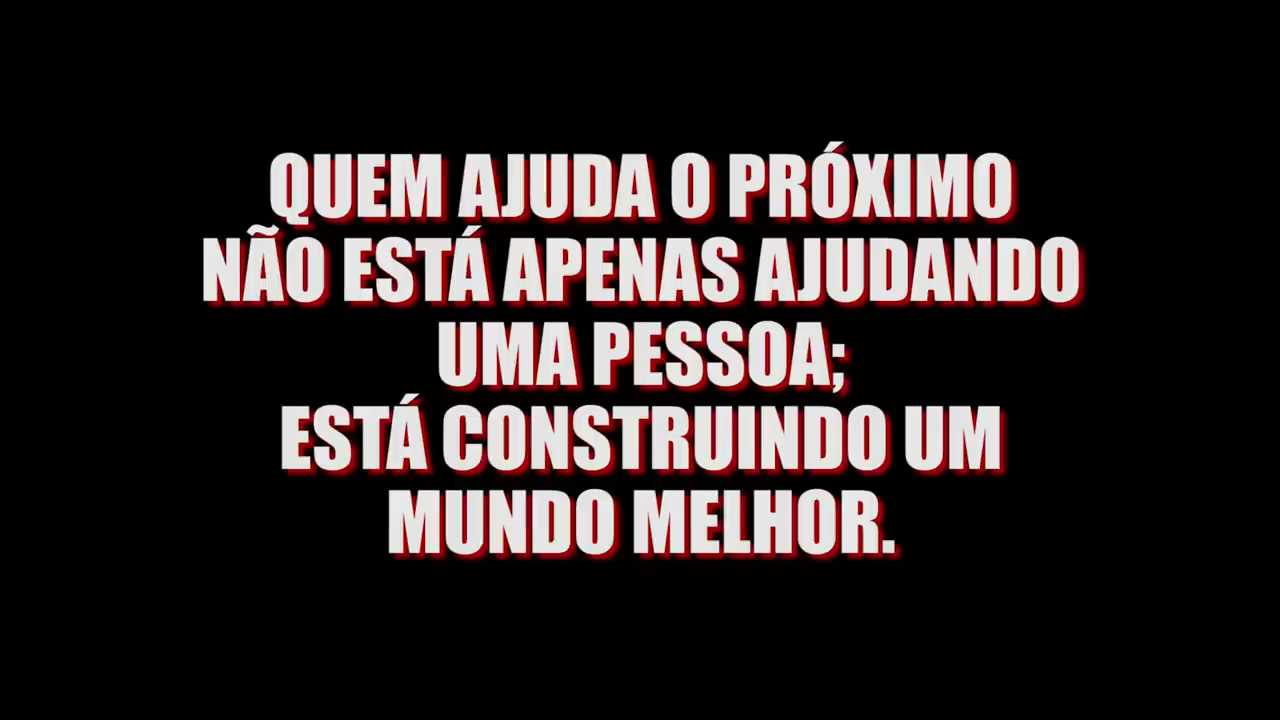 QUEM AJUDA O PRÓXIMO
NÃO ESTÁ APENAS AJUDANDO
UMA PESSOA;
ESTÁ CONSTRUINDO UM
MUNDO MELHOR.